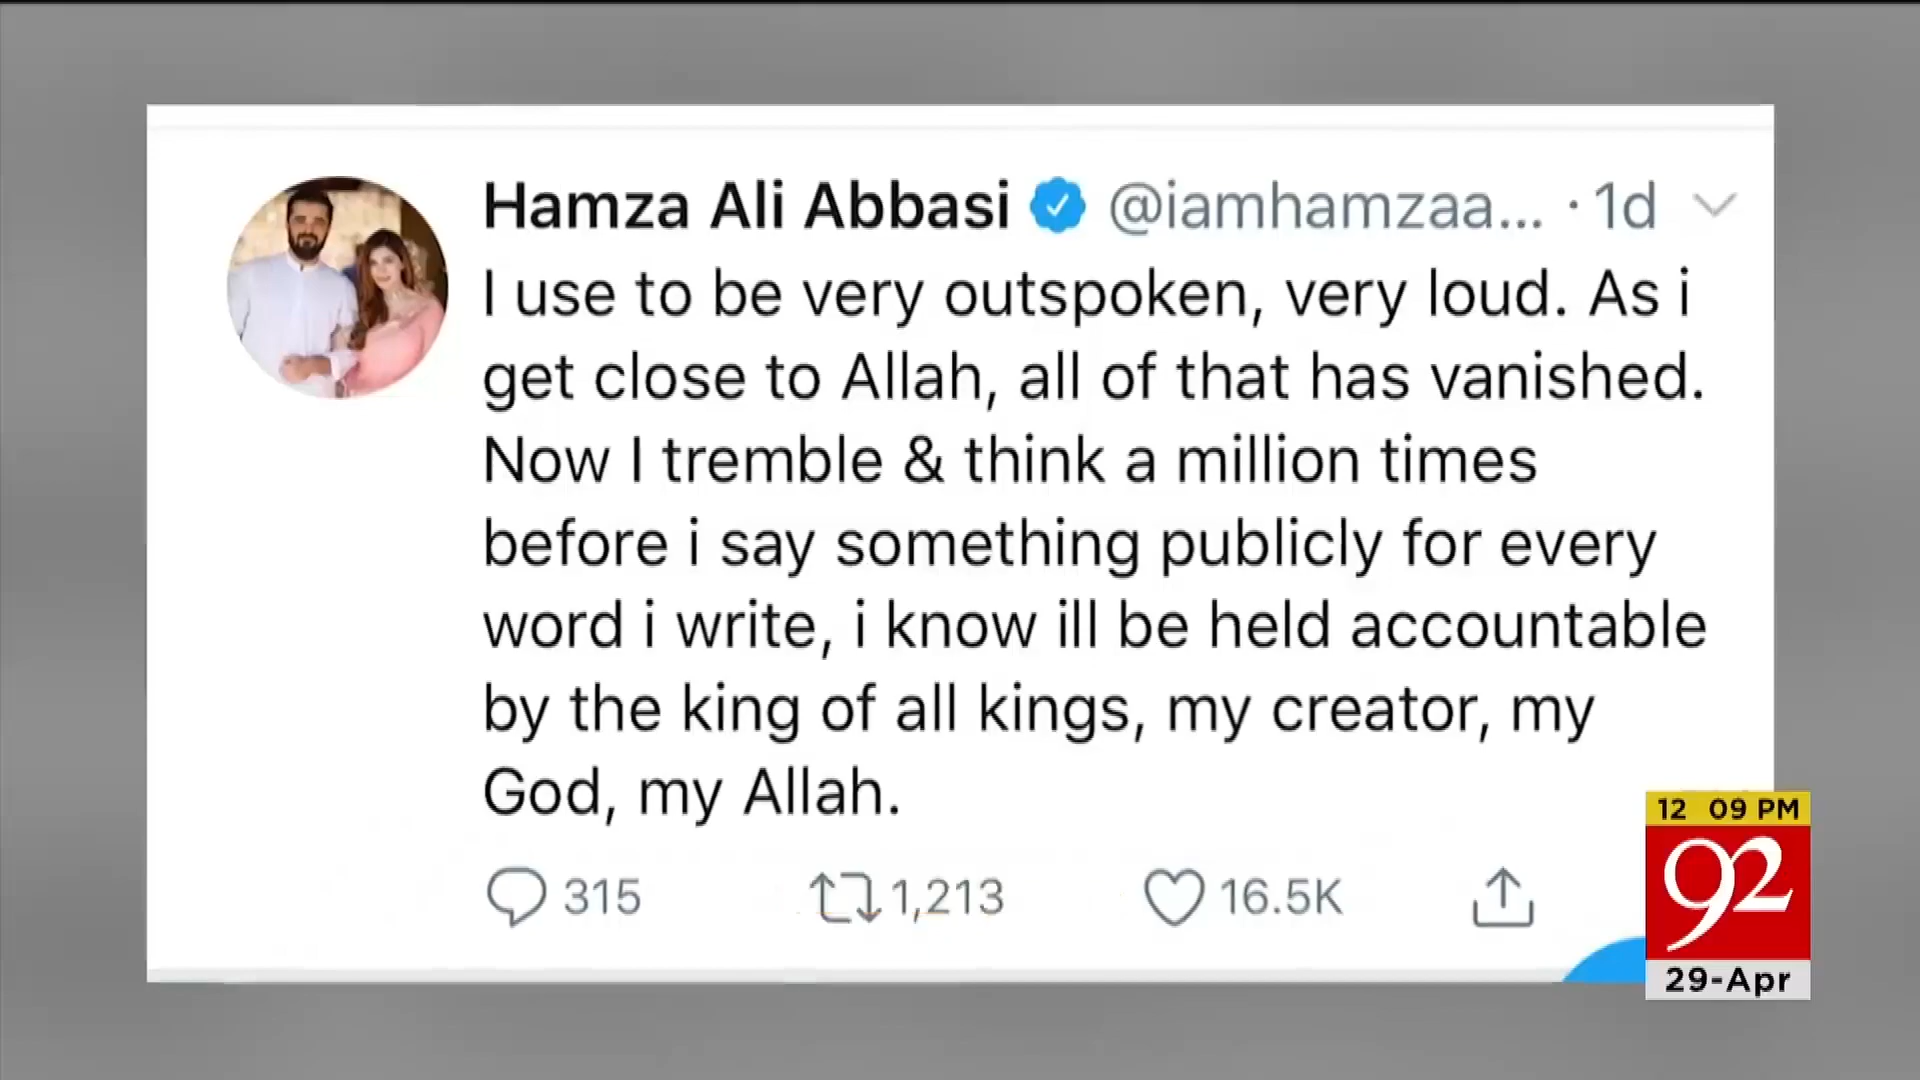 Hamza Ali Abbasi @iamhamzaa... · 1d
I use to be very outspoken, very loud. As i
get close to Allah, all of that has vanished.
Now I tremble & think a million times
before i say something publicly for every
word i write, i know ill be held accountable
by the king of all kings, my creator, my
God, my Allah.
315 1,213 16.5K
12 09 PM
92
29-Apr